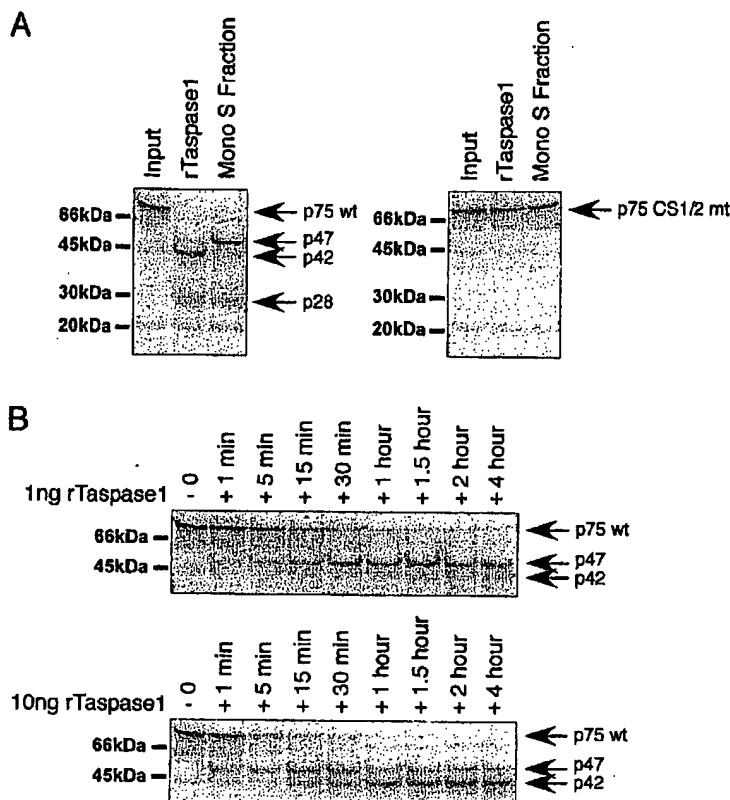 A
Input
rTaspase1
Mono S Fraction
66kDa
45kDa
30kDa
20kDa
p75 wt
p47
p42
p28
Input
rTaspase1
Mono S Fraction
66kDa
45kDa
30kDa
20kDa
p75 CS1/2 mt
B
1ng rTaspase1
- 0
+ 1 min
+ 5 min
+ 15 min
+ 30 min
+ 1 hour
+ 1.5 hour
+ 2 hour
+ 4 hour
66kDa
45kDa
p75 wt
p47
p42
10ng rTaspase1
- 0
+ 1 min
+ 5 min
+ 15 min
+ 30 min
+ 1 hour
+ 1.5 hour
+ 2 hour
+ 4 hour
66kDa
45kDa
p75 wt
p47
p42